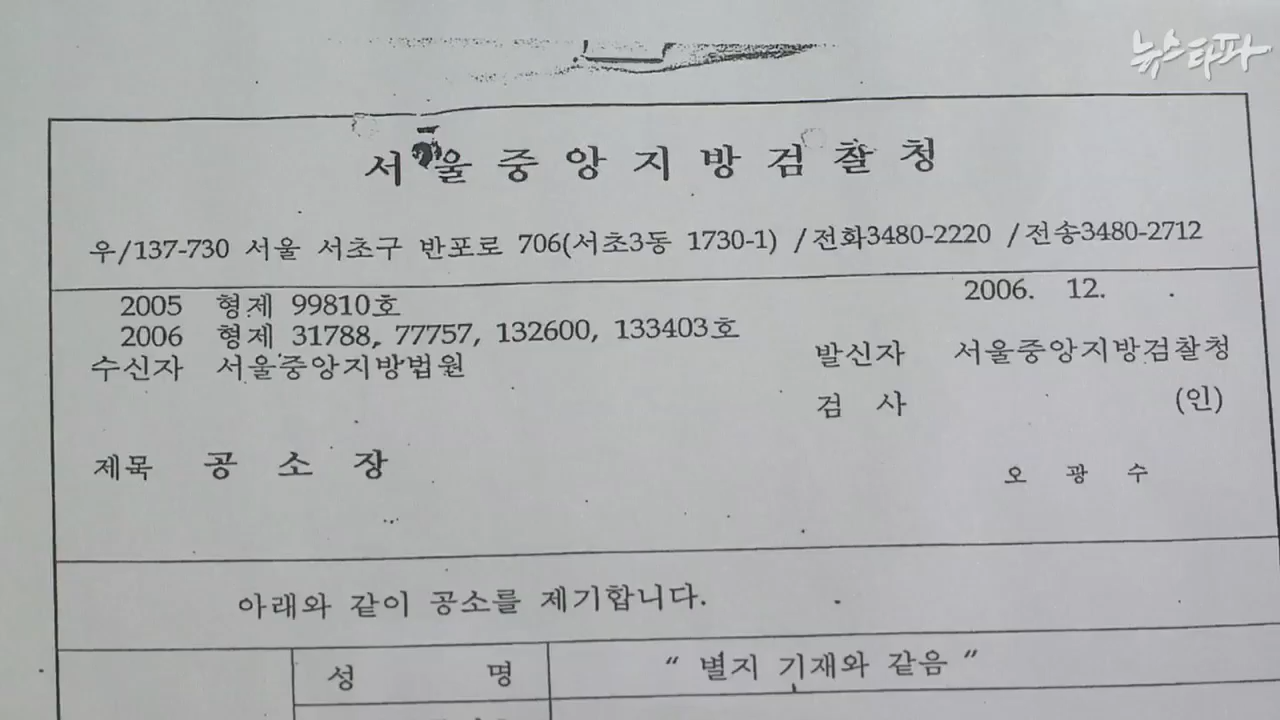 뉴스타파
서울중앙지방검찰청
우/137-730 서울 서초구 반포로 706(서초3동 1730-1) /전화3480-2220 /전송3480-2712
2005 형제 99810호
2006. 12. .
2006 형제 31788, 77757, 132600, 133403호
수신자 서울중앙지방법원
발신자 서울중앙지방검찰청
검 사 (인)
제목 공 소 장
오 광 수
아래와 같이 공소를 제기합니다.
성 명 “ 별지 기재와 같음 ”